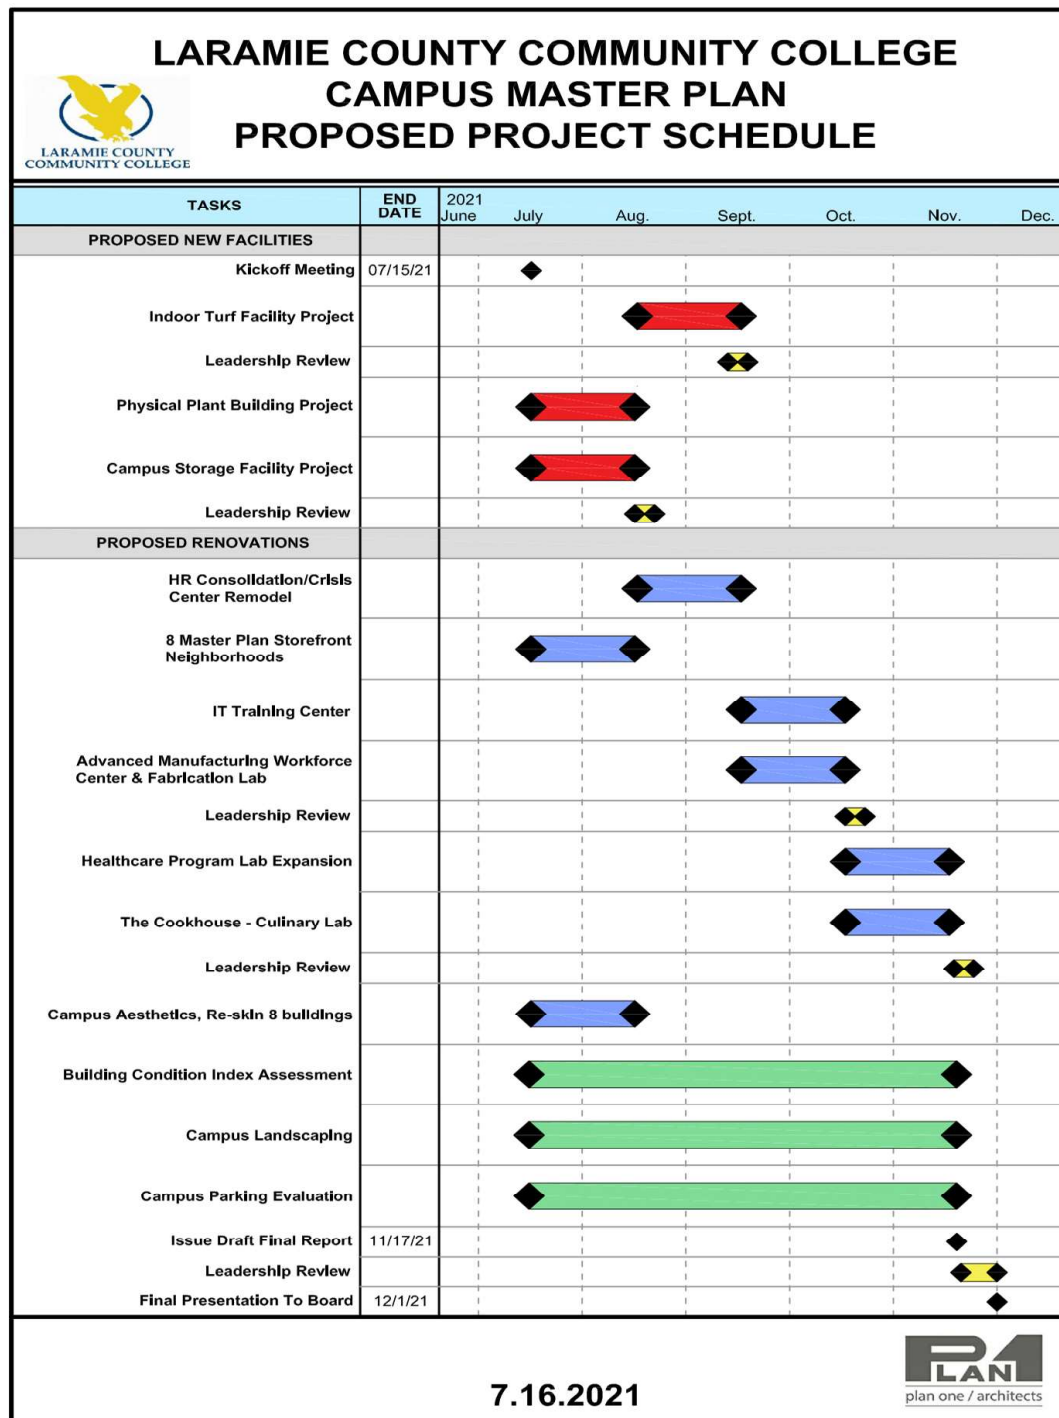 LARAMIE COUNTY COMMUNITY COLLEGE
CAMPUS MASTER PLAN
PROPOSED PROJECT SCHEDULE
LARAMIE COUNTY
COMMUNITY COLLEGE
TASKS
END
DATE
2021
June July Aug. Sept. Oct. Nov. Dec.
PROPOSED NEW FACILITIES
Kickoff Meeting 07/15/21
Indoor Turf Facility Project
Leadership Review
Physical Plant Building Project
Campus Storage Facility Project
Leadership Review
PROPOSED RENOVATIONS
HR Consolidation/Crisis
Center Remodel
8 Master Plan Storefront
Neighborhoods
IT Training Center
Advanced Manufacturing Workforce
Center & Fabrication Lab
Leadership Review
Healthcare Program Lab Expansion
The Cookhouse - Culinary Lab
Leadership Review
Campus Aesthetics, Re-skin 8 buildings
Building Condition Index Assessment
Campus Landscaping
Campus Parking Evaluation
Issue Draft Final Report 11/17/21
Leadership Review
Final Presentation To Board 12/1/21
7.16.2021
PLAN 1
plan one / architects